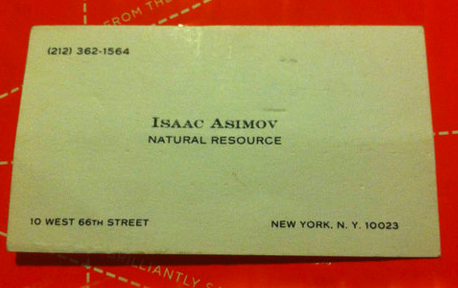 FROM THE
(212) 362-1564
ISAAC ASIMOV
NATURAL RESOURCE
10 WEST 66TH STREET
NEW YORK, N. Y. 10023